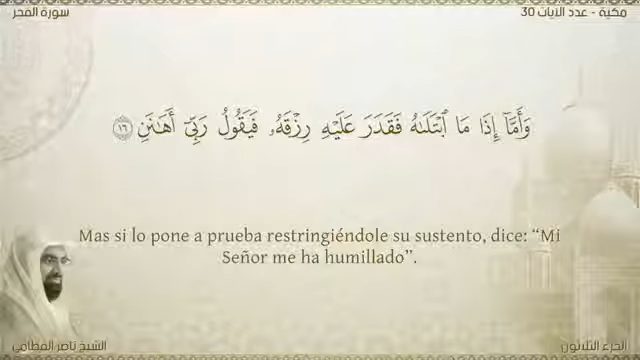 مكية - عدد الآيات 30
سورة الفجر
وَأَمَّآ إِذَا مَا ٱبْتَلَىٰهُ فَقَدَرَ عَلَيْهِ رِزْقَهُۥ فَيَقُولُ رَبِّىٓ أَهَٰنَنِ ١٦
Mas si lo pone a prueba restringiéndole su sustento, dice: “Mi
Señor me ha humillado”.
الجزء الثلاثون
الشيخ ناصر القطامي